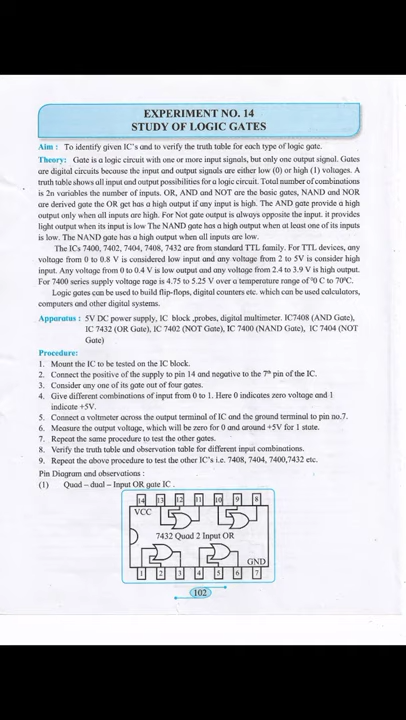 EXPERIMENT NO. 14
STUDY OF LOGIC GATES
Aim : To identify given IC's and to verify the truth table for each type of logic gate.
Theory: Gate is a logic circuit with one or more input signals, but only one output signal. Gates
are digital circuits because the input and output signals are either low (0) or high (1) voltages. A
truth table shows all input and output possibilities for a logic circuit. Total number of combinations
is 2n variables the number of inputs. OR, AND and NOT are the basic gates, NAND and NOR
are derived gate the OR get has a high output if any input is high. The AND gate provide a high
output only when all inputs are high. For Not gate output is always opposite the input. it provides
light output when its input is low The NAND gate has a high output when at least one of its inputs
is low. The NAND gate has a high output when all inputs are low.
The ICs 7400, 7402, 7404, 7408, 7432 are from standard TTL family. For TTL devices, any
voltage from 0 to 0.8 V is considered low input and any voltage from 2 to 5V is consider high
input. Any voltage from 0 to 0.4 V is low output and any voltage from 2.4 to 3.9 V is high output.
For 7400 series supply voltage rage is 4.75 to 5.25 V over a temperature range of ⁰0 C to 70⁰C.
Logic gates can be used to build flip-flops, digital counters etc. which can be used calculators,
computers and other digital systems.
Apparatus : 5V DC power supply, IC block ,probes, digital multimeter. IC7408 (AND Gate),
IC 7432 (OR Gate), IC 7402 (NOT Gate), IC 7400 (NAND Gate), IC 7404 (NOT
Gate)
Procedure:
1. Mount the IC to be tested on the IC block.
2. Connect the positive of the supply to pin 14 and negative to the 7th pin of the IC.
3. Consider any one of its gate out of four gates.
4. Give different combinations of input from 0 to 1. Here 0 indicates zero voltage and 1
indicate +5V.
5. Connect a voltmeter across the output terminal of IC and the ground terminal to pin no.7.
6. Measure the output voltage, which will be zero for 0 and around +5V for 1 state.
7. Repeat the same procedure to test the other gates.
8. Verify the truth table and observation table for different input combinations.
9. Repeat the above procedure to test the other IC's i.e. 7408, 7404, 7400,7432 etc.
Pin Diagram and observations :
(1) Quad – dual – Input OR gate IC .
14 13 12 11 10 9 8
VCC
7432 Quad 2 Input OR
GND
1 2 3 4 5 6 7
102